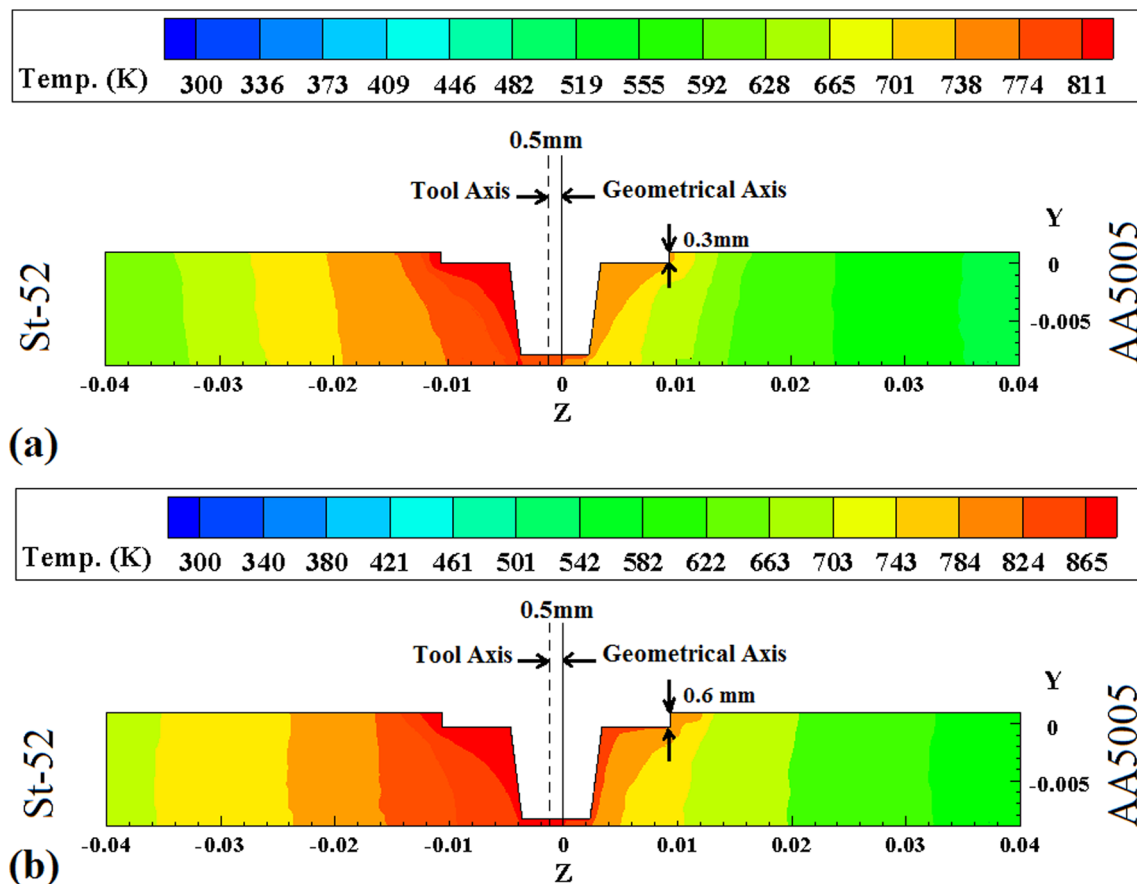 Temp. (K) 300 336 373 409 446 482 519 555 592 628 665 701 738 774 811
0.5mm
Tool Axis Geometrical Axis
0.3mm
Y
0
-0.005
St-52
AA5005
-0.04 -0.03 -0.02 -0.01 0 0.01 0.02 0.03 0.04
Z
(a)
Temp. (K) 300 340 380 421 461 501 542 582 622 663 703 743 784 824 865
0.5mm
Tool Axis Geometrical Axis
0.6 mm
Y
0
-0.005
St-52
AA5005
-0.04 -0.03 -0.02 -0.01 0 0.01 0.02 0.03 0.04
Z
(b)